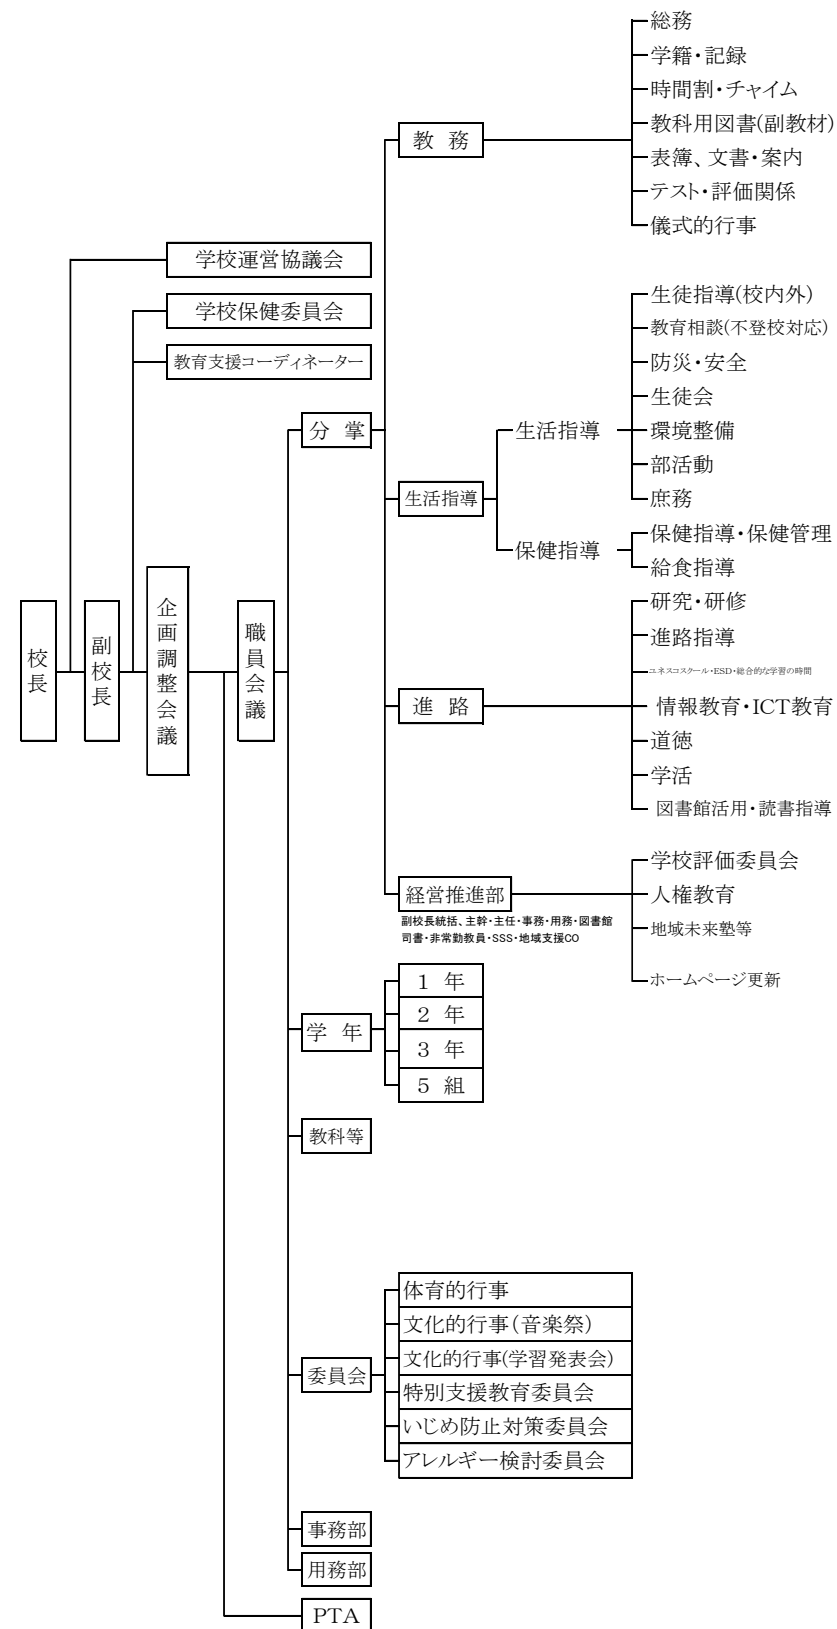 校長
副校長
企画調整会議
職員会議
学校運営協議会
学校保健委員会
教育支援コーディネーター
分 掌
教 務
総務
学籍・記録
時間割・チャイム
教科用図書(副教材)
表簿、文書・案内
テスト・評価関係
儀式的行事
生活指導
生活指導
生徒指導(校内外)
教育相談(不登校対応)
防災・安全
生徒会
環境整備
部活動
庶務
保健指導
保健指導・保健管理
給食指導
進 路
研究・研修
進路指導
ユネスコスクール・ESD・総合的な学習の時間
情報教育・ICT教育
道徳
学活
図書館活用・読書指導
経営推進部
副校長統括、主幹・主任・事務・用務・図書館
司書・非常勤教員・SSS・地域支援CO
学校評価委員会
人権教育
地域未来塾等
ホームページ更新
学 年
1 年
2 年
3 年
5 組
教科等
委員会
体育的行事
文化的行事(音楽祭)
文化的行事(学習発表会)
特別支援教育委員会
いじめ防止対策委員会
アレルギー検討委員会
事務部
用務部
PTA